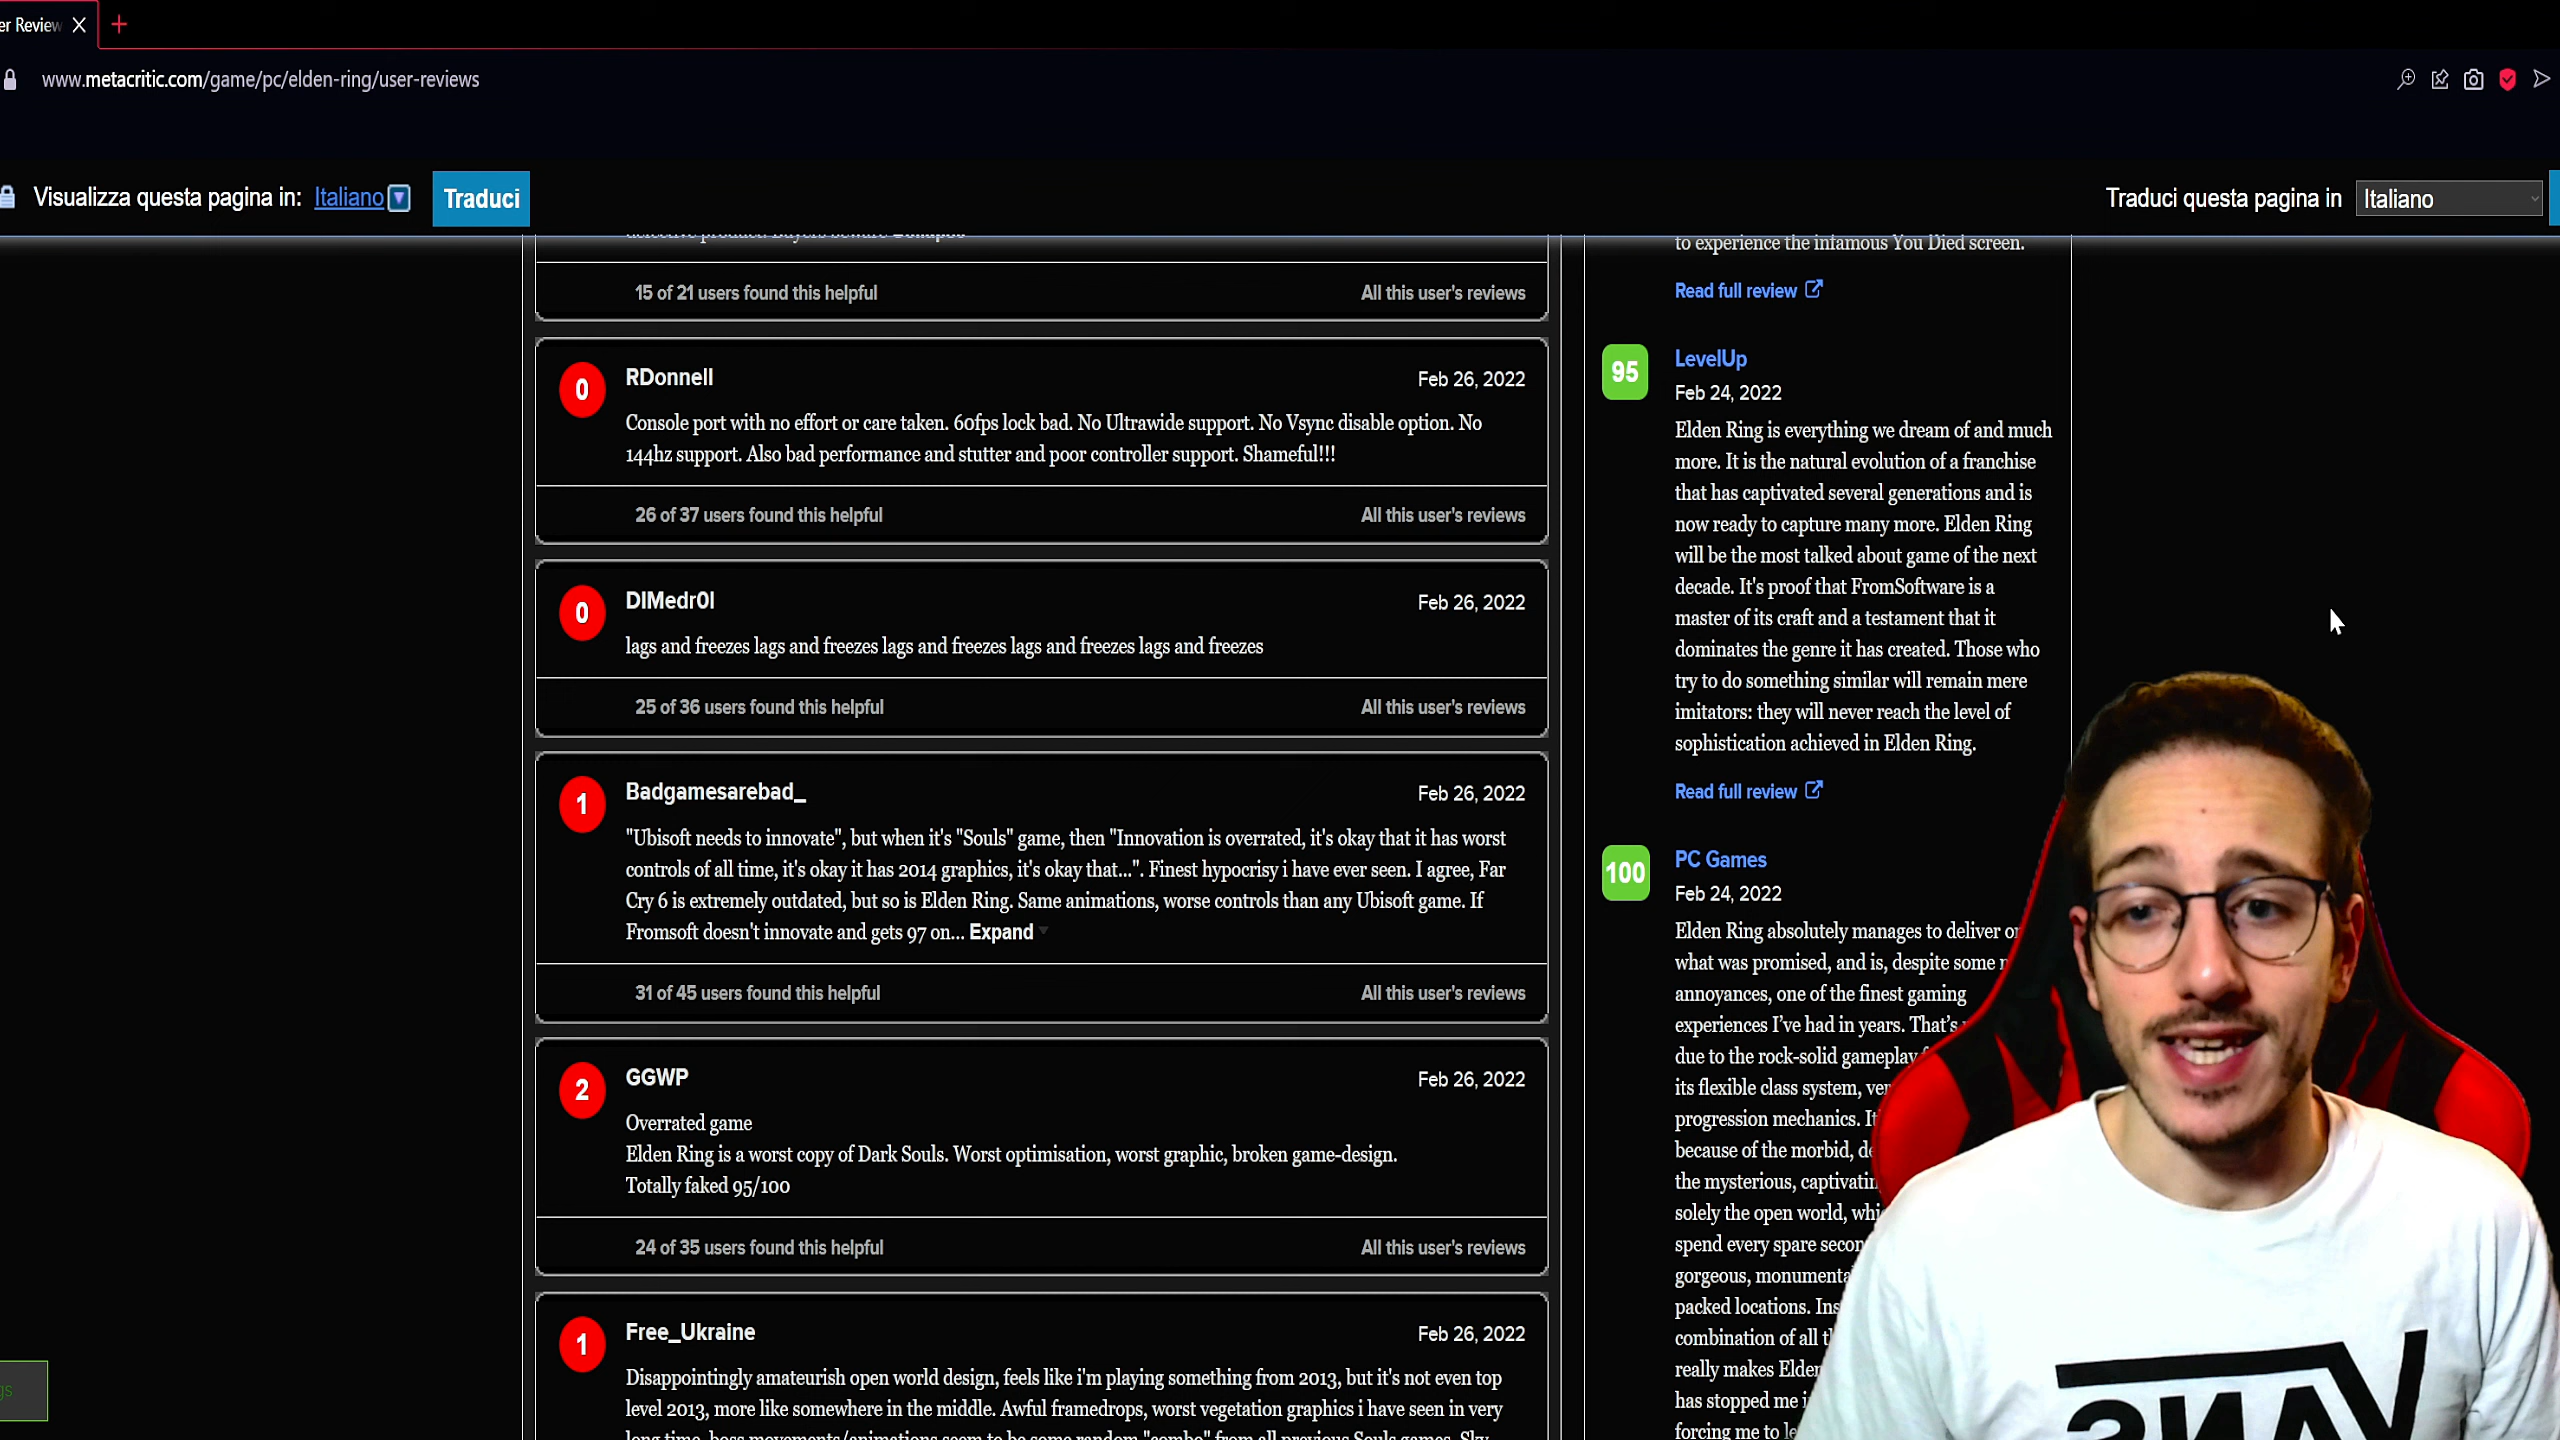 er Review
www.metacritic.com/game/pc/elden-ring/user-reviews
Visualizza questa pagina in: Italiano Traduci
Traduci questa pagina in Italiano
15 of 21 users found this helpful All this user's reviews
0 RDonnell Feb 26, 2022
Console port with no effort or care taken. 60fps lock bad. No Ultrawide support. No Vsync disable option. No
144hz support. Also bad performance and stutter and poor controller support. Shameful!!!
26 of 37 users found this helpful All this user's reviews
0 DIMedr0l Feb 26, 2022
lags and freezes lags and freezes lags and freezes lags and freezes lags and freezes
25 of 36 users found this helpful All this user's reviews
1 Badgamesarebad_ Feb 26, 2022
"Ubisoft needs to innovate", but when it's "Souls" game, then "Innovation is overrated, it's okay that it has worst
controls of all time, it's okay it has 2014 graphics, it's okay that...". Finest hypocrisy i have ever seen. I agree, Far
Cry 6 is extremely outdated, but so is Elden Ring. Same animations, worse controls than any Ubisoft game. If
Fromsoft doesn't innovate and gets 97 on... Expand
31 of 45 users found this helpful All this user's reviews
2 GGWP Feb 26, 2022
Overrated game
Elden Ring is a worst copy of Dark Souls. Worst optimisation, worst graphic, broken game-design.
Totally faked 95/100
24 of 35 users found this helpful All this user's reviews
1 Free_Ukraine Feb 26, 2022
Disappointingly amateurish open world design, feels like i'm playing something from 2013, but it's not even top
level 2013, more like somewhere in the middle. Awful framedrops, worst vegetation graphics i have seen in very
long time, boss movements/animations seem to be some random "combo" from all previous Souls games. Sky
to experience the infamous You Died screen.
Read full review
95 LevelUp
Feb 24, 2022
Elden Ring is everything we dream of and much
more. It is the natural evolution of a franchise
that has captivated several generations and is
now ready to capture many more. Elden Ring
will be the most talked about game of the next
decade. It's proof that FromSoftware is a
master of its craft and a testament that it
dominates the genre it has created. Those who
try to do something similar will remain mere
imitators: they will never reach the level of
sophistication achieved in Elden Ring.
Read full review
100 PC Games
Feb 24, 2022
Elden Ring absolutely manages to deliver
what was promised, and is, despite some
annoyances, one of the finest gaming
experiences I've had in years. That's
due to the rock-solid gameplay
its flexible class system,
progression mechanics.
because of the morbid,
the mysterious,
solely the open world,
spend every spare
gorgeous,
packed locations.
combination of all
really makes
has stopped me
forcing me to
VANS